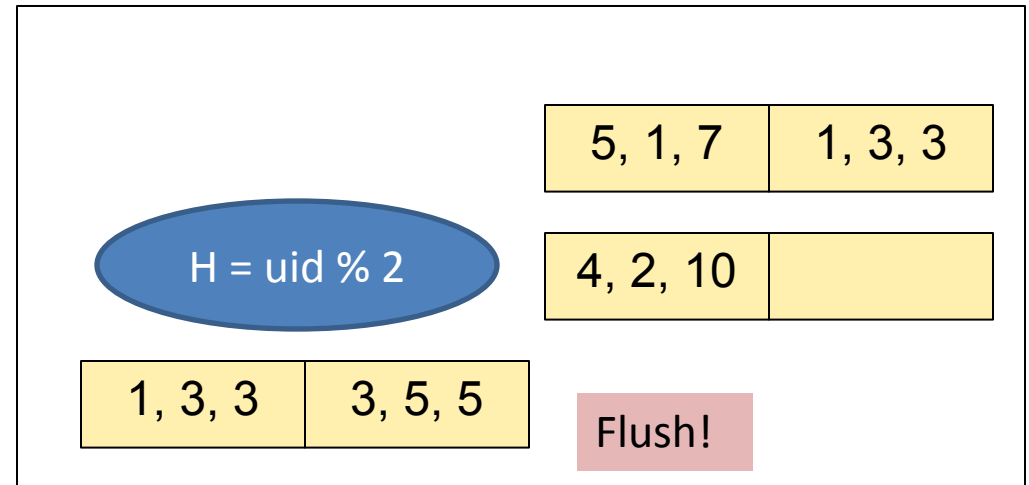 5, 1, 7 1, 3, 3
H = uid % 2
4, 2, 10
1, 3, 3 3, 5, 5
Flush!